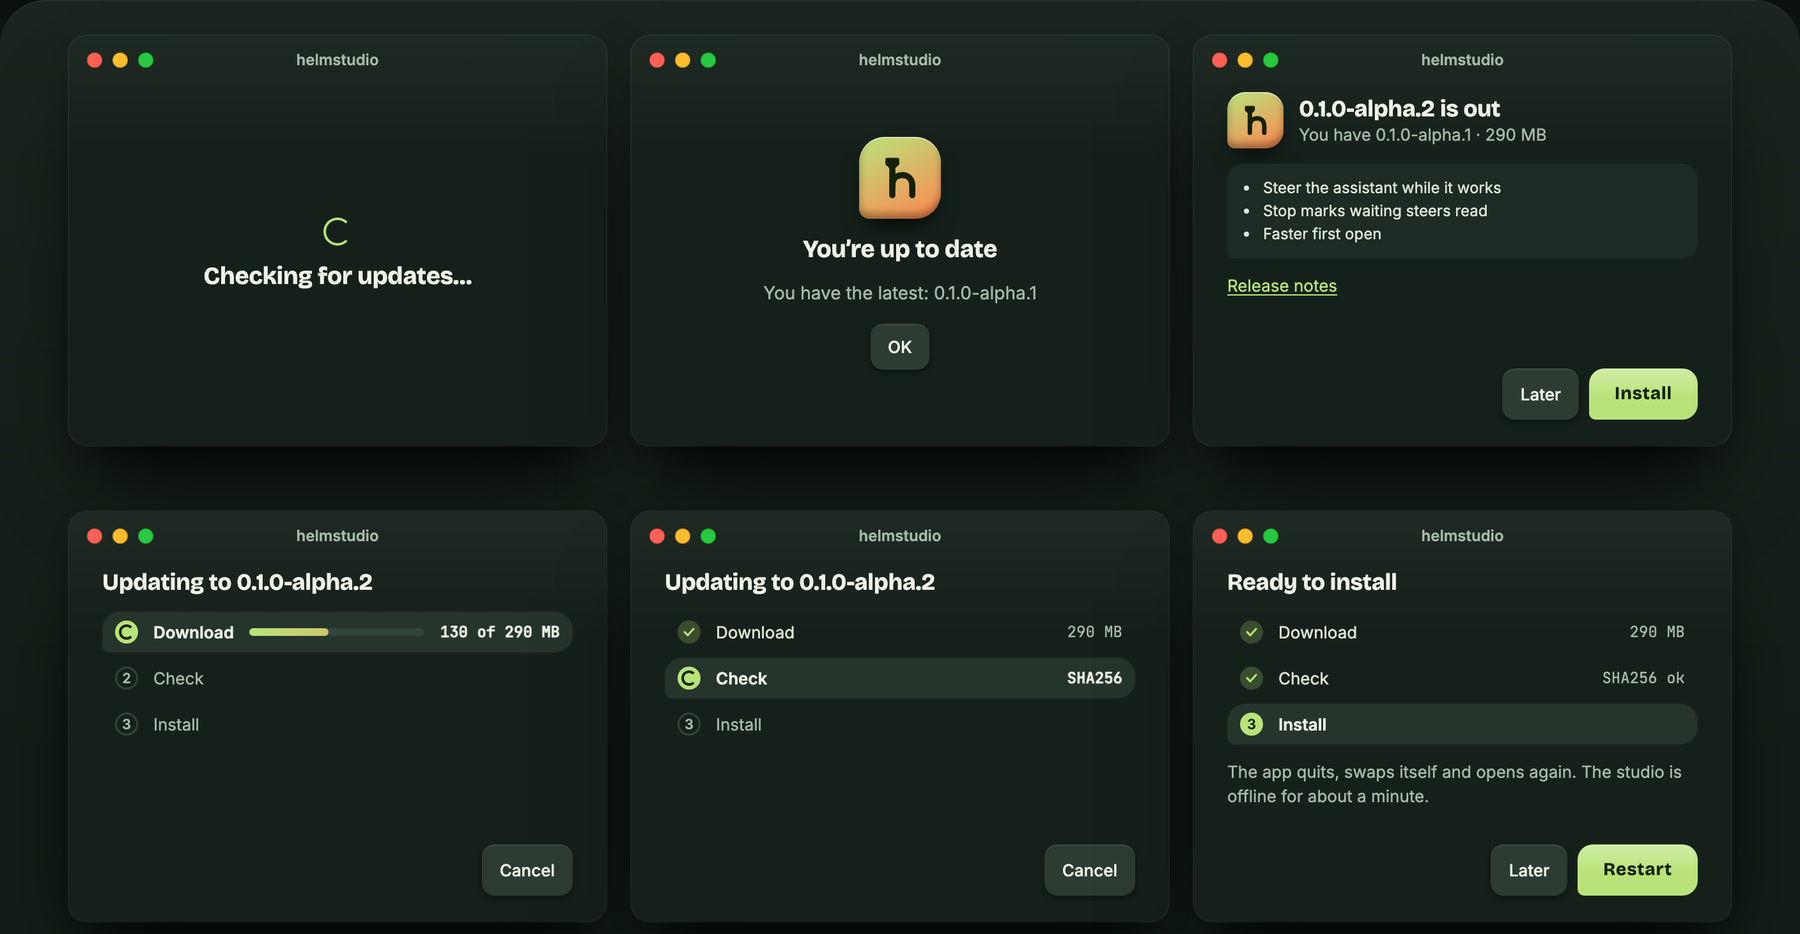 helmstudio
Checking for updates...
helmstudio
h
You're up to date
You have the latest: 0.1.0-alpha.1
OK
helmstudio
h
0.1.0-alpha.2 is out
You have 0.1.0-alpha.1 · 290 MB
• Steer the assistant while it works
• Stop marks waiting steers read
• Faster first open
Release notes
Later
Install
helmstudio
Updating to 0.1.0-alpha.2
Download 130 of 290 MB
2 Check
3 Install
Cancel
helmstudio
Updating to 0.1.0-alpha.2
Download 290 MB
Check SHA256
3 Install
Cancel
helmstudio
Ready to install
Download 290 MB
Check SHA256 ok
3 Install
The app quits, swaps itself and opens again. The studio is
offline for about a minute.
Later
Restart